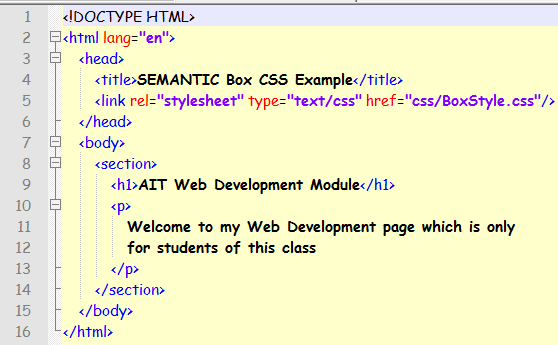 1 <!DOCTYPE HTML>
2 <html lang="en">
3 <head>
4 <title>SEMANTIC Box CSS Example</title>
5 <link rel="stylesheet" type="text/css" href="css/BoxStyle.css"/>
6 </head>
7 <body>
8 <section>
9 <h1>AIT Web Development Module</h1>
10 <p>
11 Welcome to my Web Development page which is only
12 for students of this class
13 </p>
14 </section>
15 </body>
16 </html>